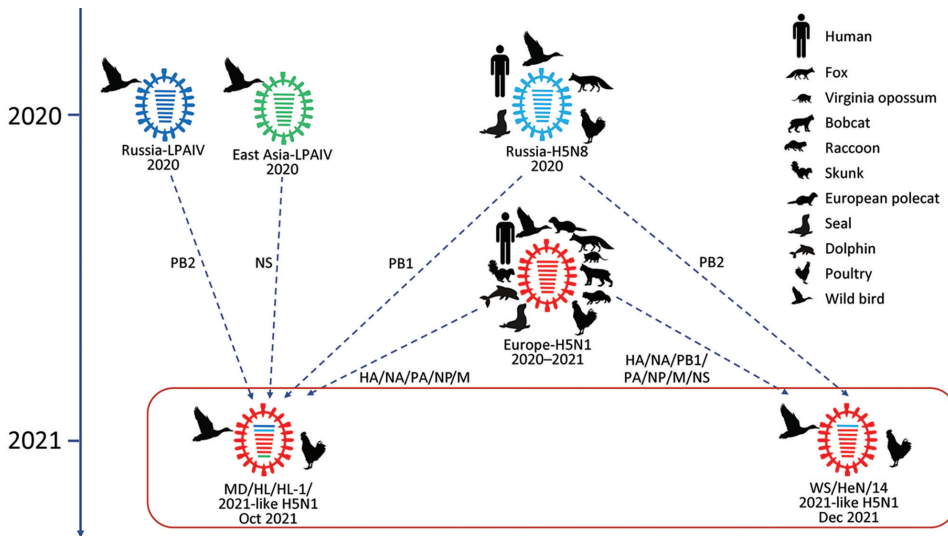 2020
Russia-LPAIV
2020
East Asia-LPAIV
2020
Russia-H5N8
2020
Human
Fox
Virginia opossum
Bobcat
Raccoon
Skunk
European polecat
Seal
Dolphin
Poultry
Wild bird
PB2
NS
PB1
PB2
Europe-H5N1
2020–2021
HA/NA/PA/NP/M
HA/NA/PB1/
PA/NP/M/NS
2021
MD/HL/HL-1/
2021-like H5N1
Oct 2021
WS/HeN/14
2021-like H5N1
Dec 2021